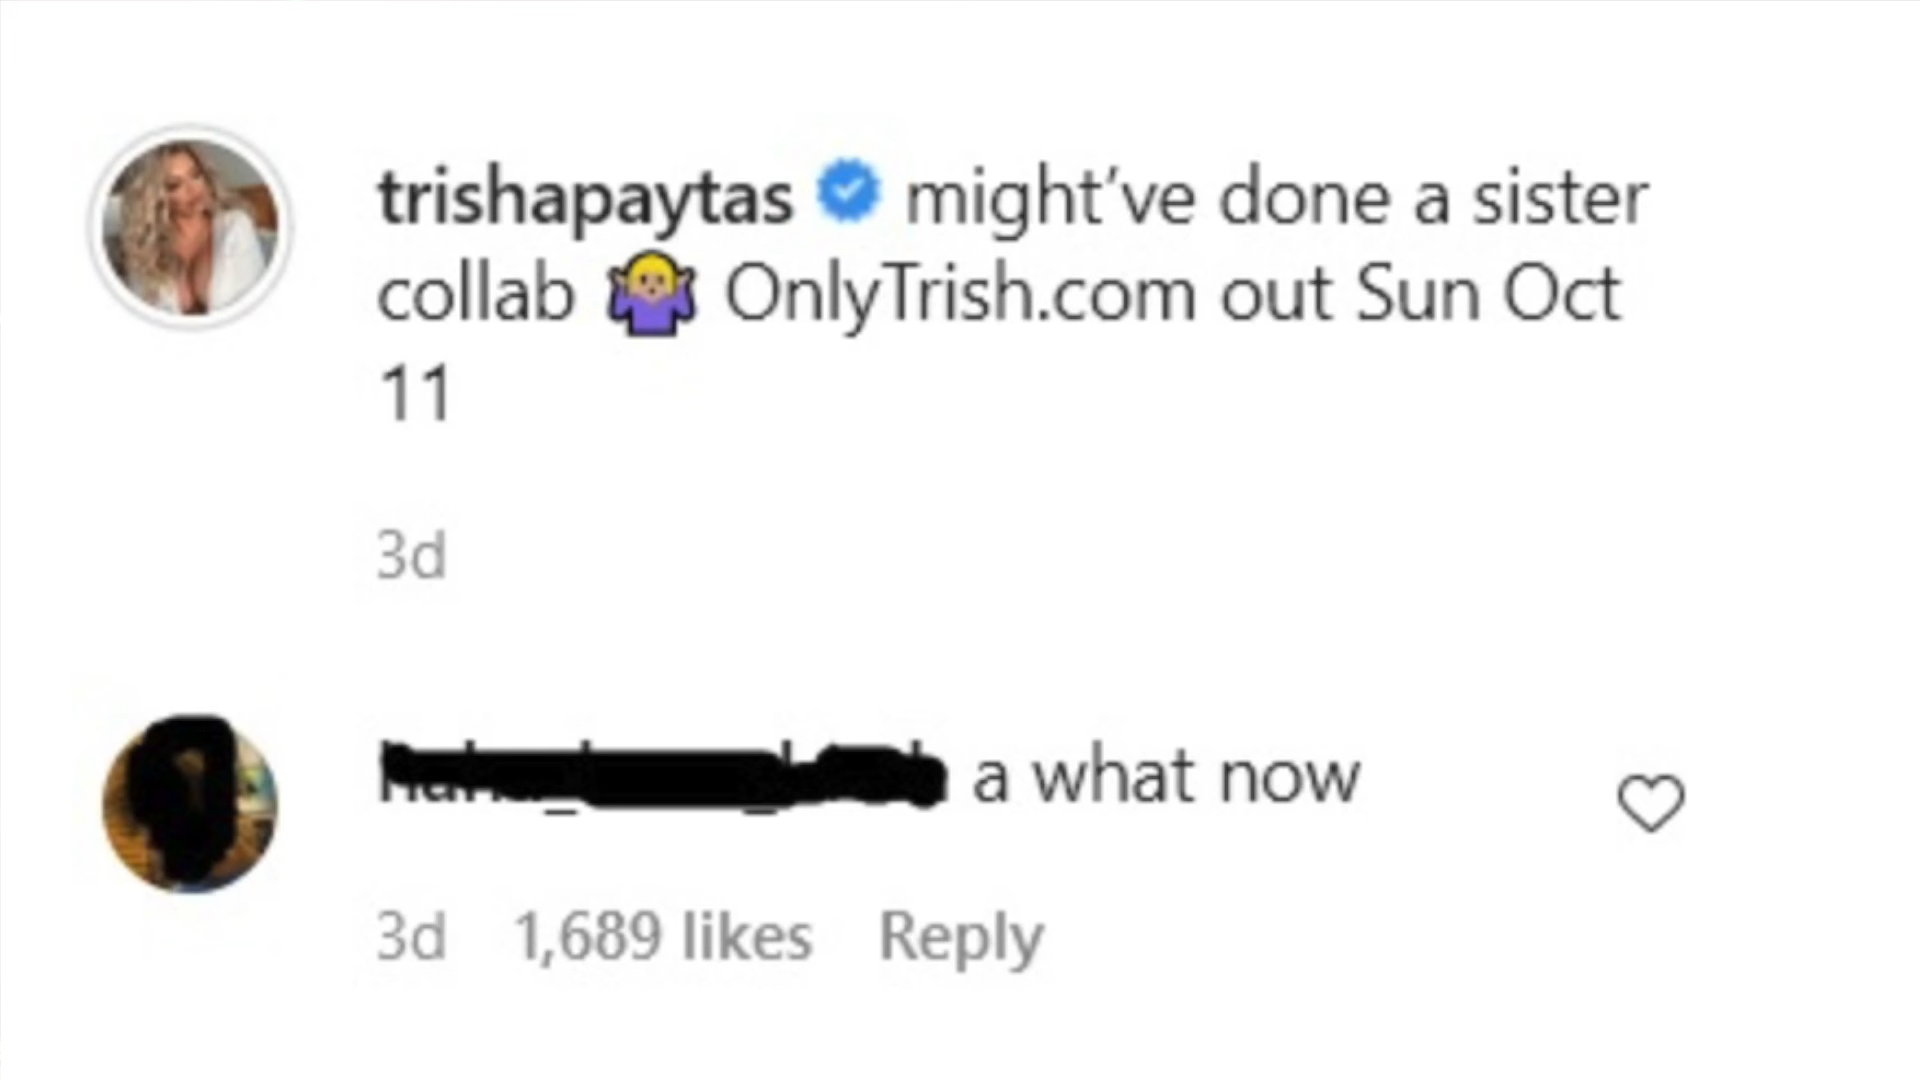 trishapaytas might've done a sister
collab 🤷🏼‍♀️ OnlyTrish.com out Sun Oct
11
3d
a what now
3d 1,689 likes Reply